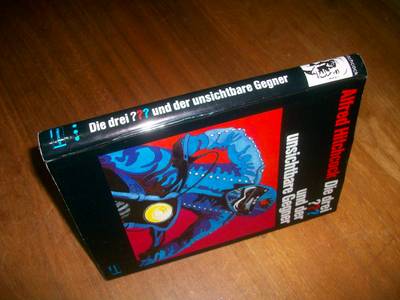 Die drei ??? und der unsichtbare Gegner
Alfred Hitchcock
Die drei
???
und der
unsichtbare Gegner